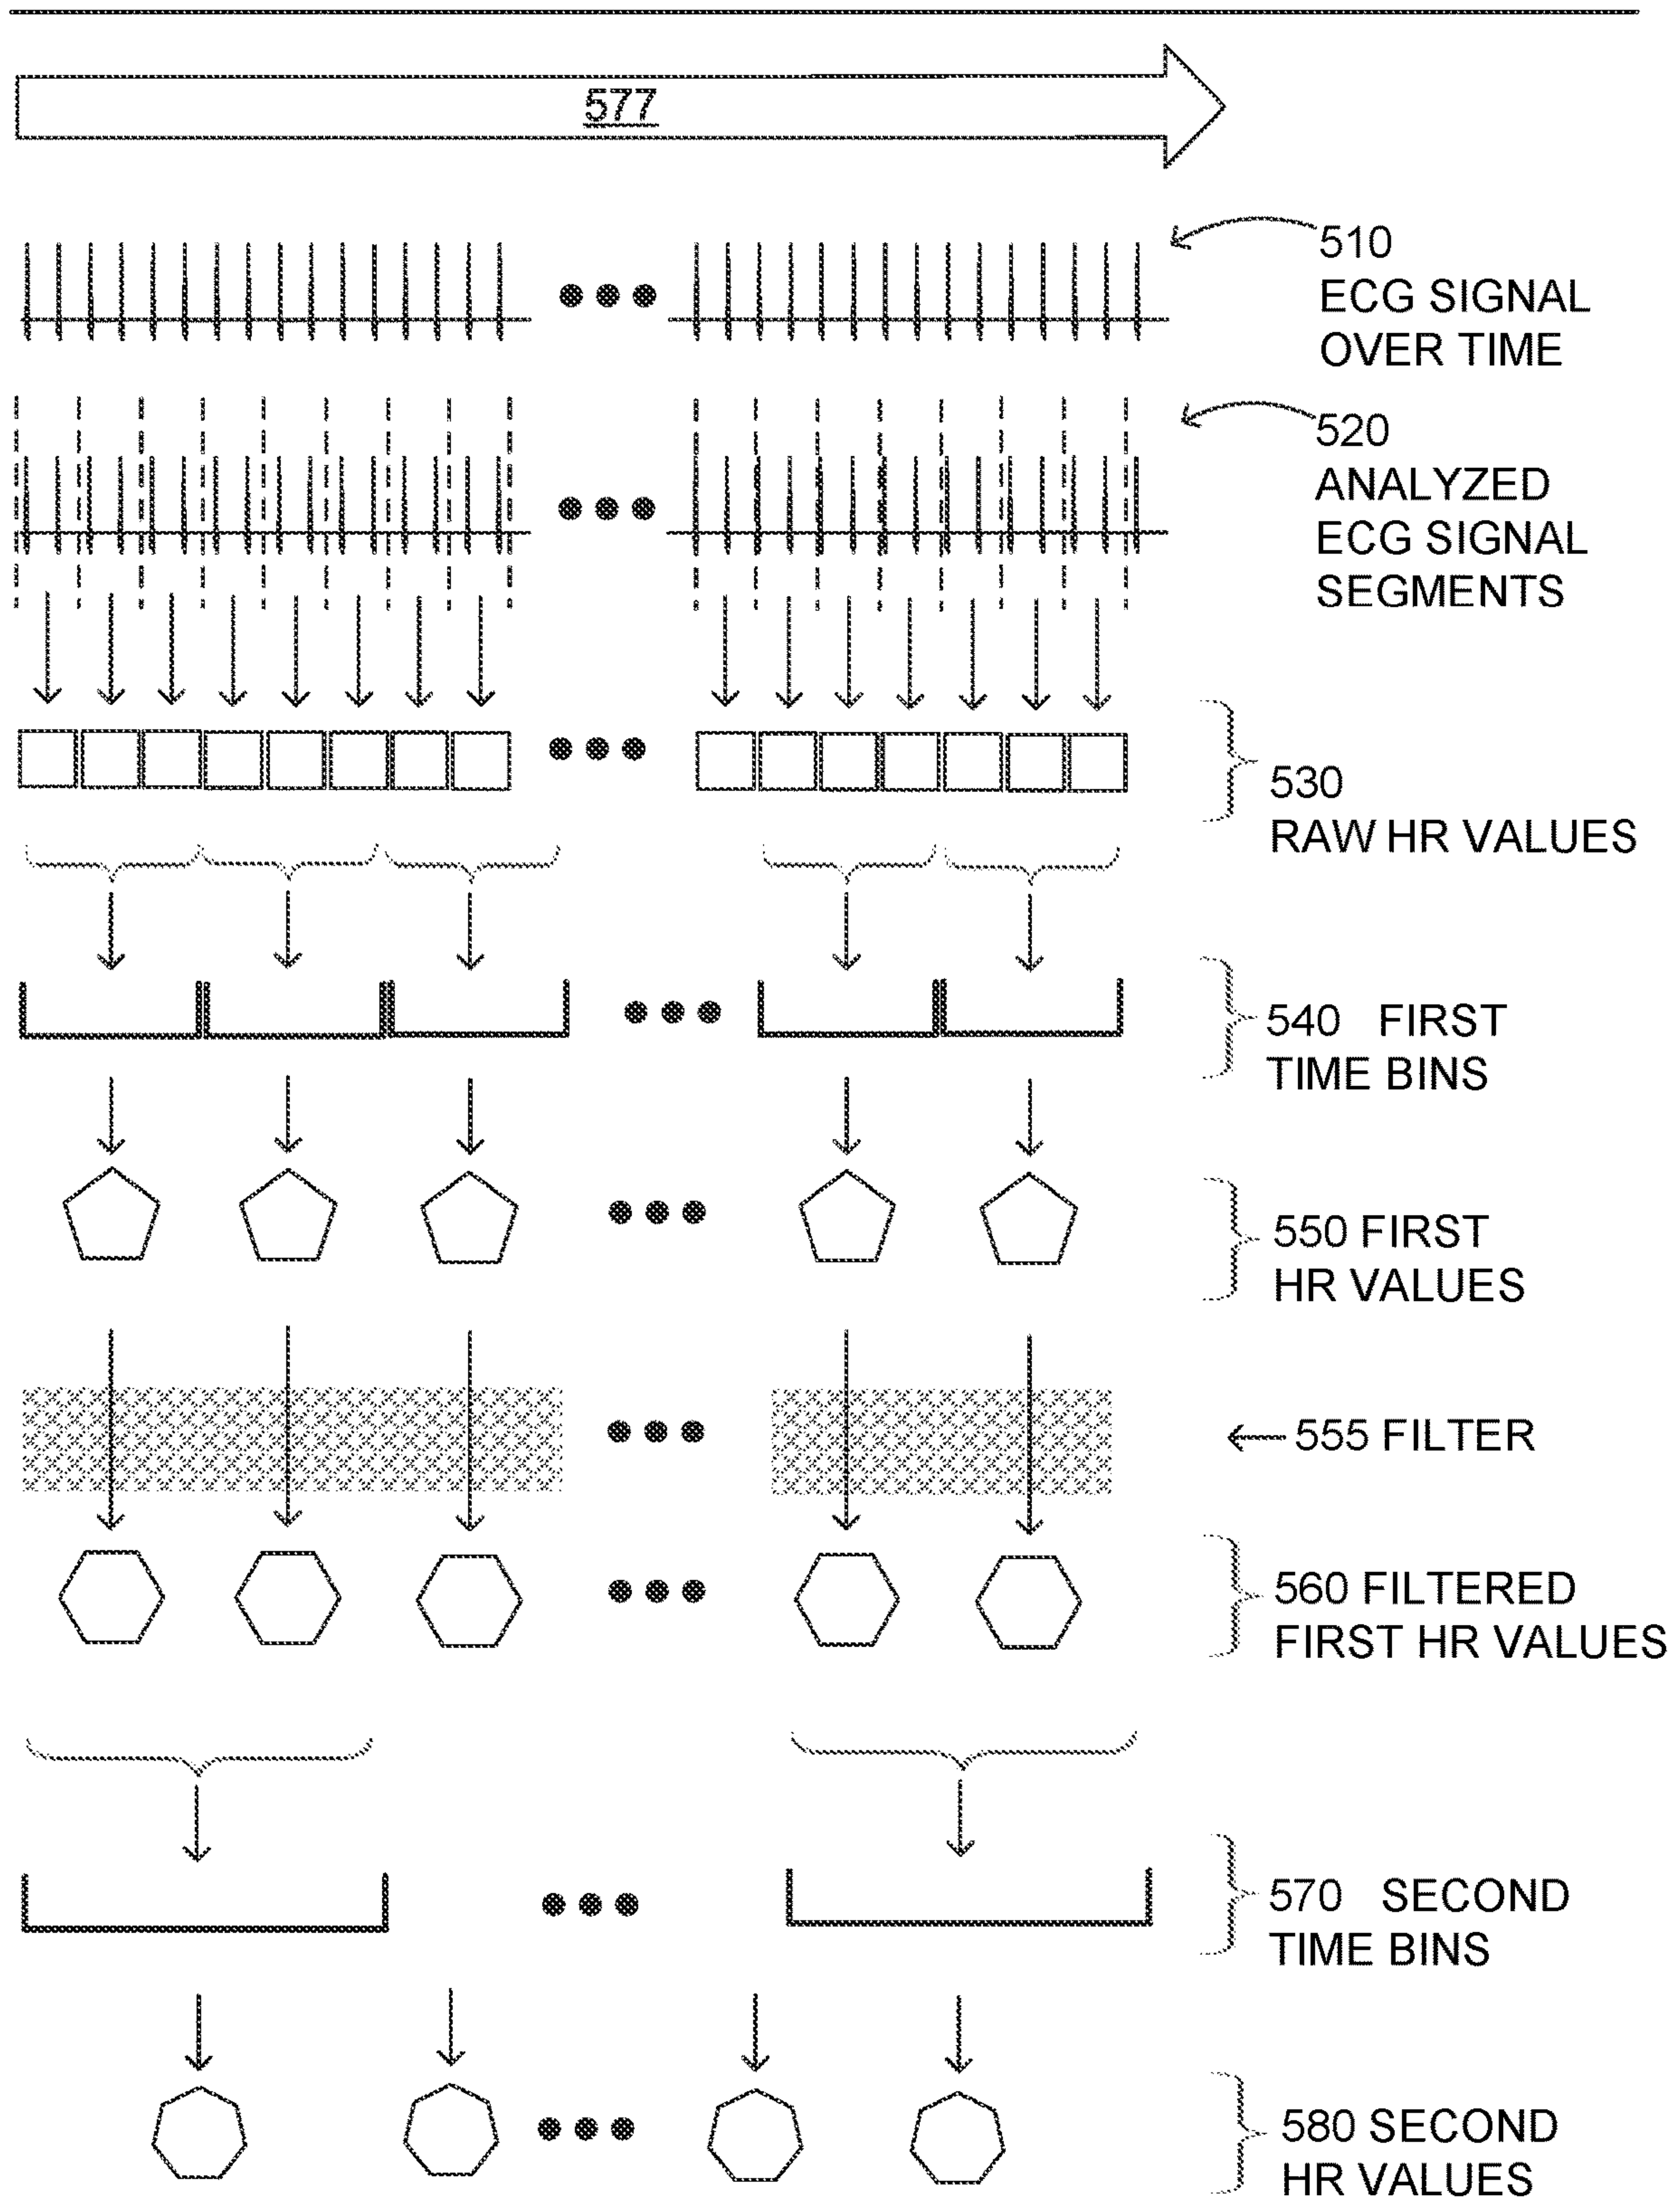 577
510
ECG SIGNAL
OVER TIME
520
ANALYZED
ECG SIGNAL
SEGMENTS
530
RAW HR VALUES
540 FIRST
TIME BINS
550 FIRST
HR VALUES
555 FILTER
560 FILTERED
FIRST HR VALUES
570 SECOND
TIME BINS
580 SECOND
HR VALUES